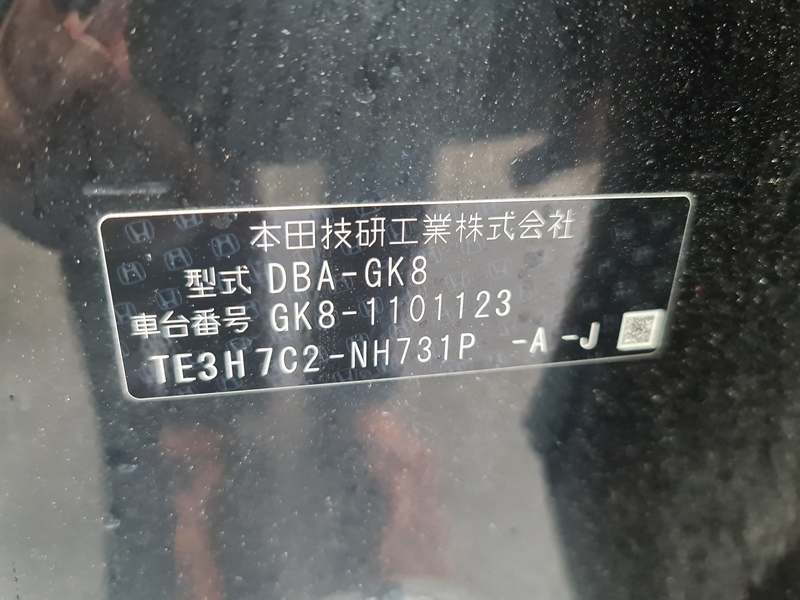 本田技研工業株式会社
型式 DBA-GK8
車台番号 GK8-1101123
TE3H7C2-NH731P -A -J